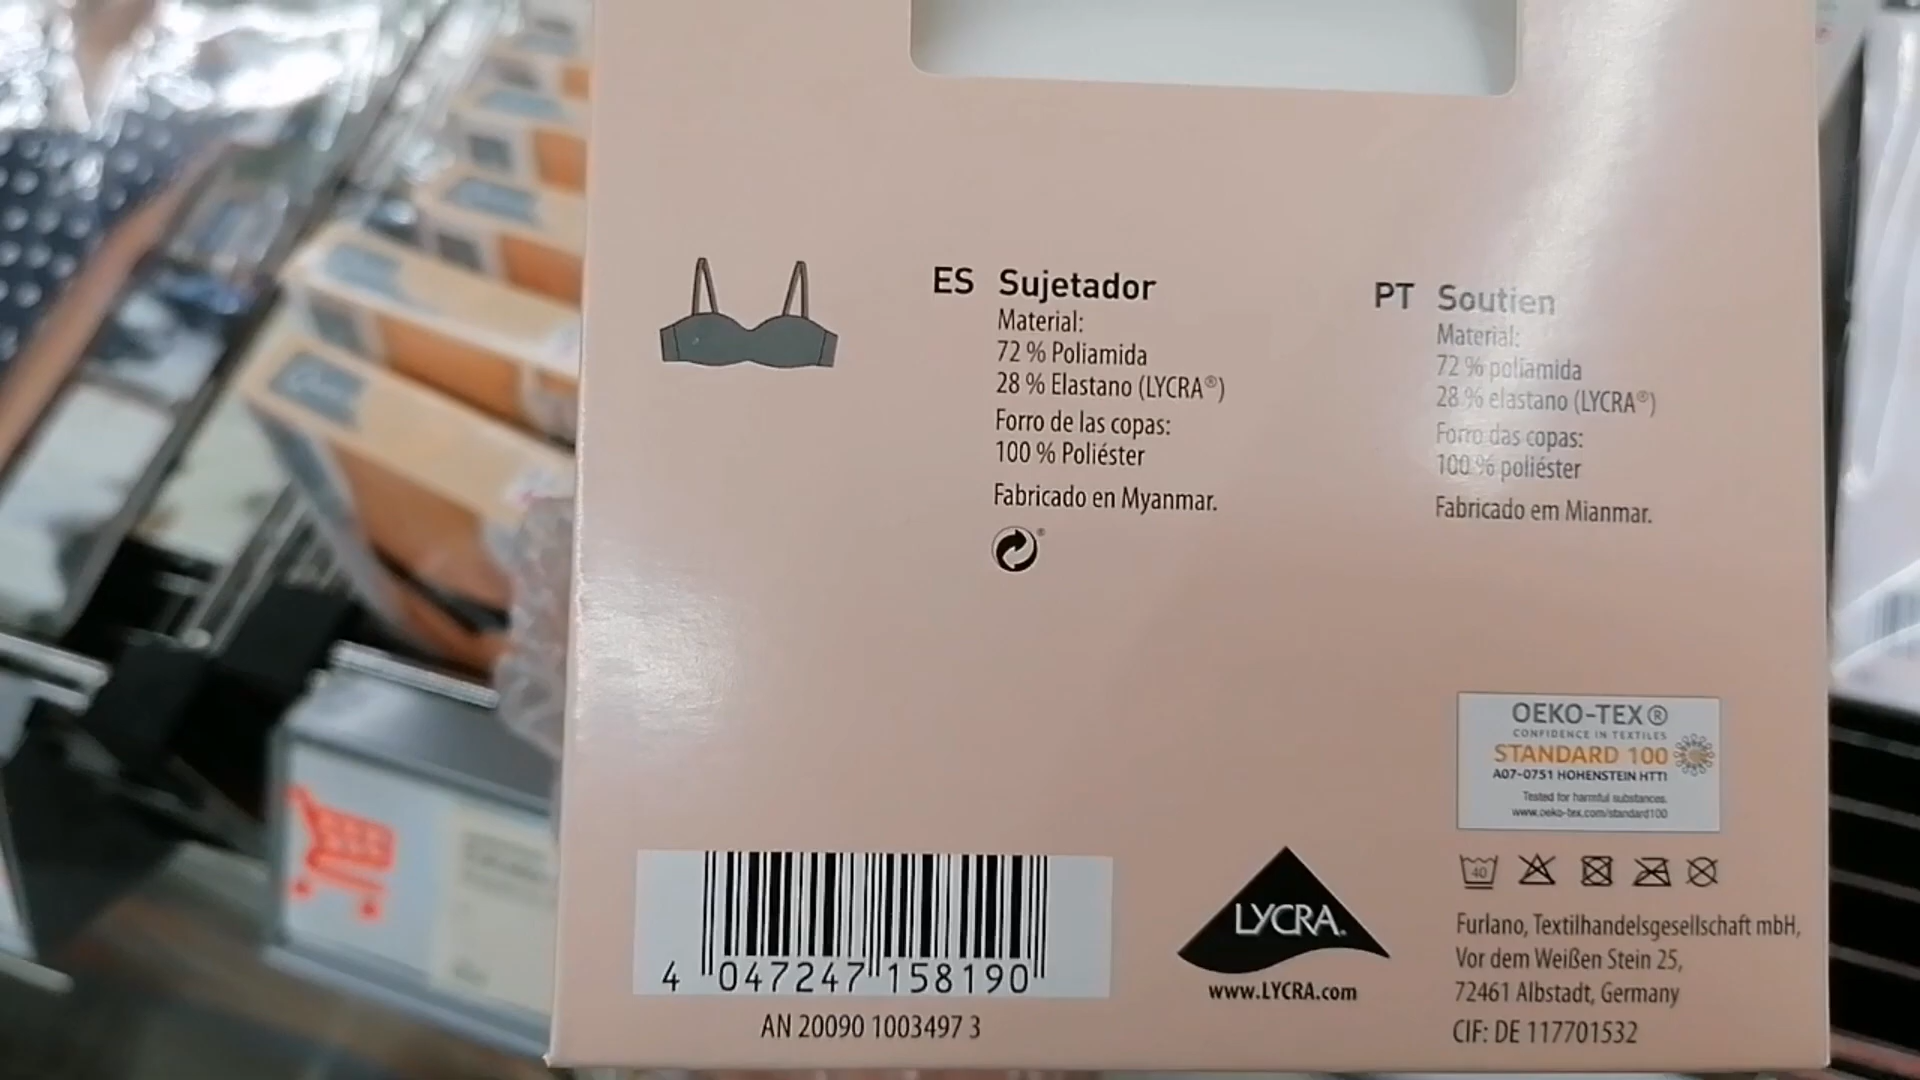 ES Sujetador
Material:
72 % Poliamida
28 % Elastano (LYCRA®)
Forro de las copas:
100 % Poliéster
Fabricado en Myanmar.
PT Soutien
Material:
72 % poliamida
28 % elastano (LYCRA®)
Forro das copas:
100 % poliéster
Fabricado em Mianmar.
OEKO-TEX®
CONFIDENCE IN TEXTILES
STANDARD 100
A07-0751 HOHENSTEIN HTTI
Tested for harmful substances.
www.oeko-tex.com/standard100
40
4 047247 158190
AN 20090 1003497 3
LYCRA.
www.LYCRA.com
Furlano, Textilhandelsgesellschaft mbH,
Vor dem Weißen Stein 25,
72461 Albstadt, Germany
CIF: DE 117701532